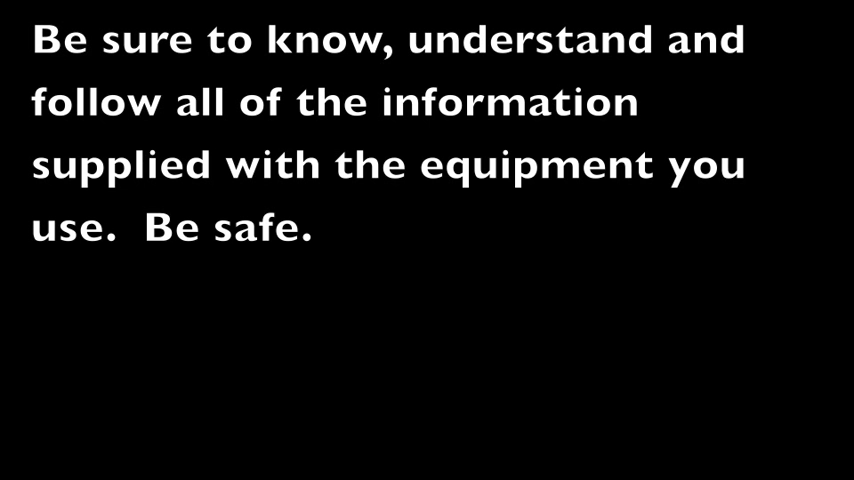 Be sure to know, understand and
follow all of the information
supplied with the equipment you
use.  Be safe.